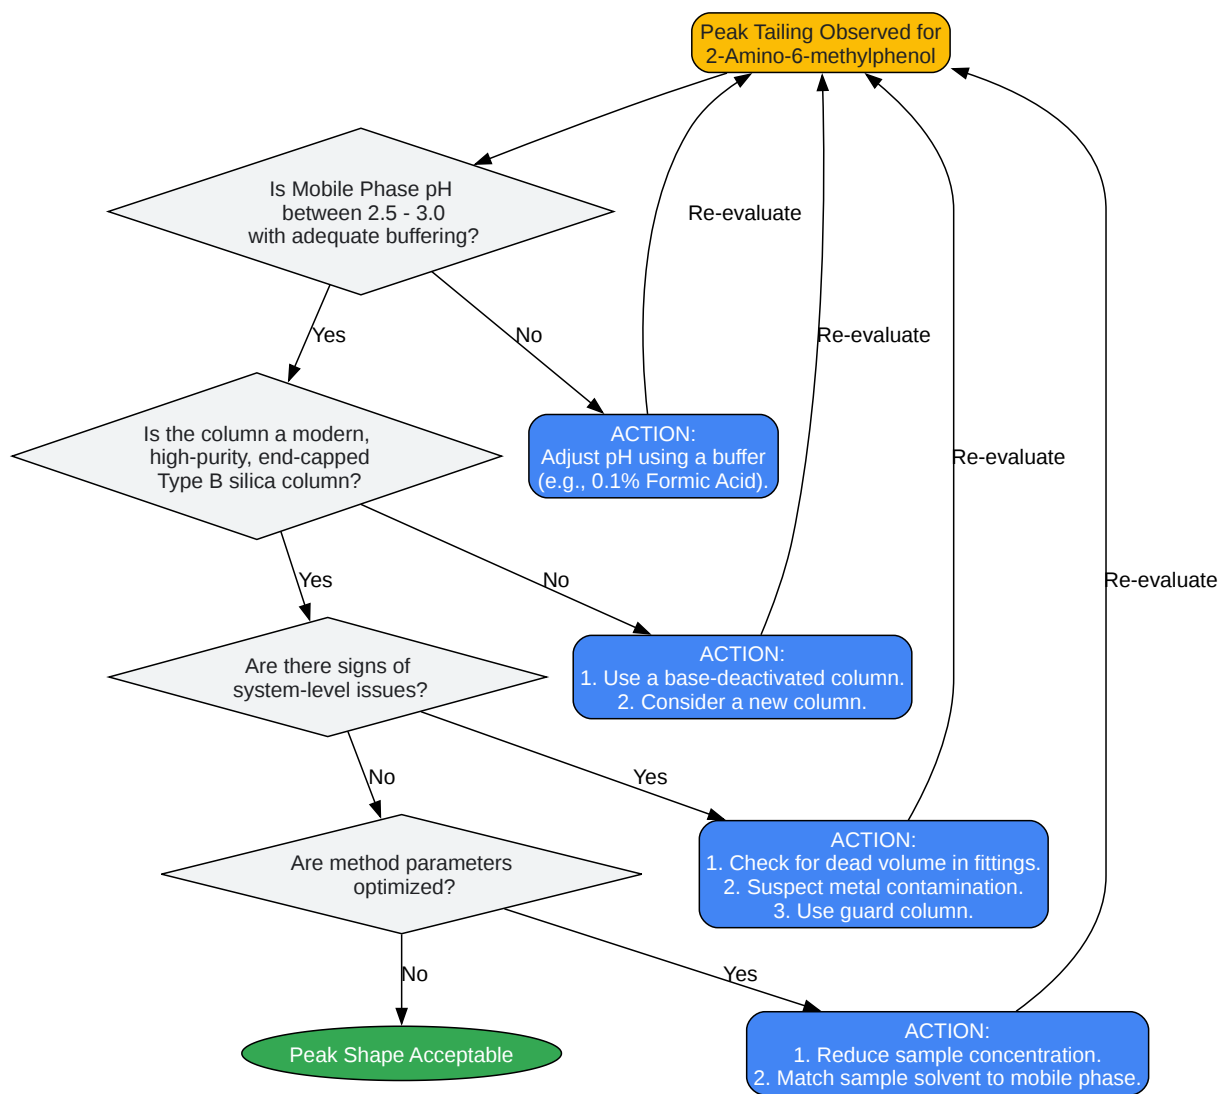 Peak Tailing Observed for
2-Amino-6-methylphenol
Is Mobile Phase pH
between 2.5 - 3.0
with adequate buffering?
Re-evaluate
Yes
No
Re-evaluate
Is the column a modern,
high-purity, end-capped
Type B silica column?
ACTION:
Adjust pH using a buffer
(e.g., 0.1% Formic Acid).
Re-evaluate
Yes
No
Re-evaluate
Are there signs of
system-level issues?
ACTION:
1. Use a base-deactivated column.
2. Consider a new column.
No
Yes
Are method parameters
optimized?
ACTION:
1. Check for dead volume in fittings.
2. Suspect metal contamination.
3. Use guard column.
No
Yes
Peak Shape Acceptable
ACTION:
1. Reduce sample concentration.
2. Match sample solvent to mobile phase.